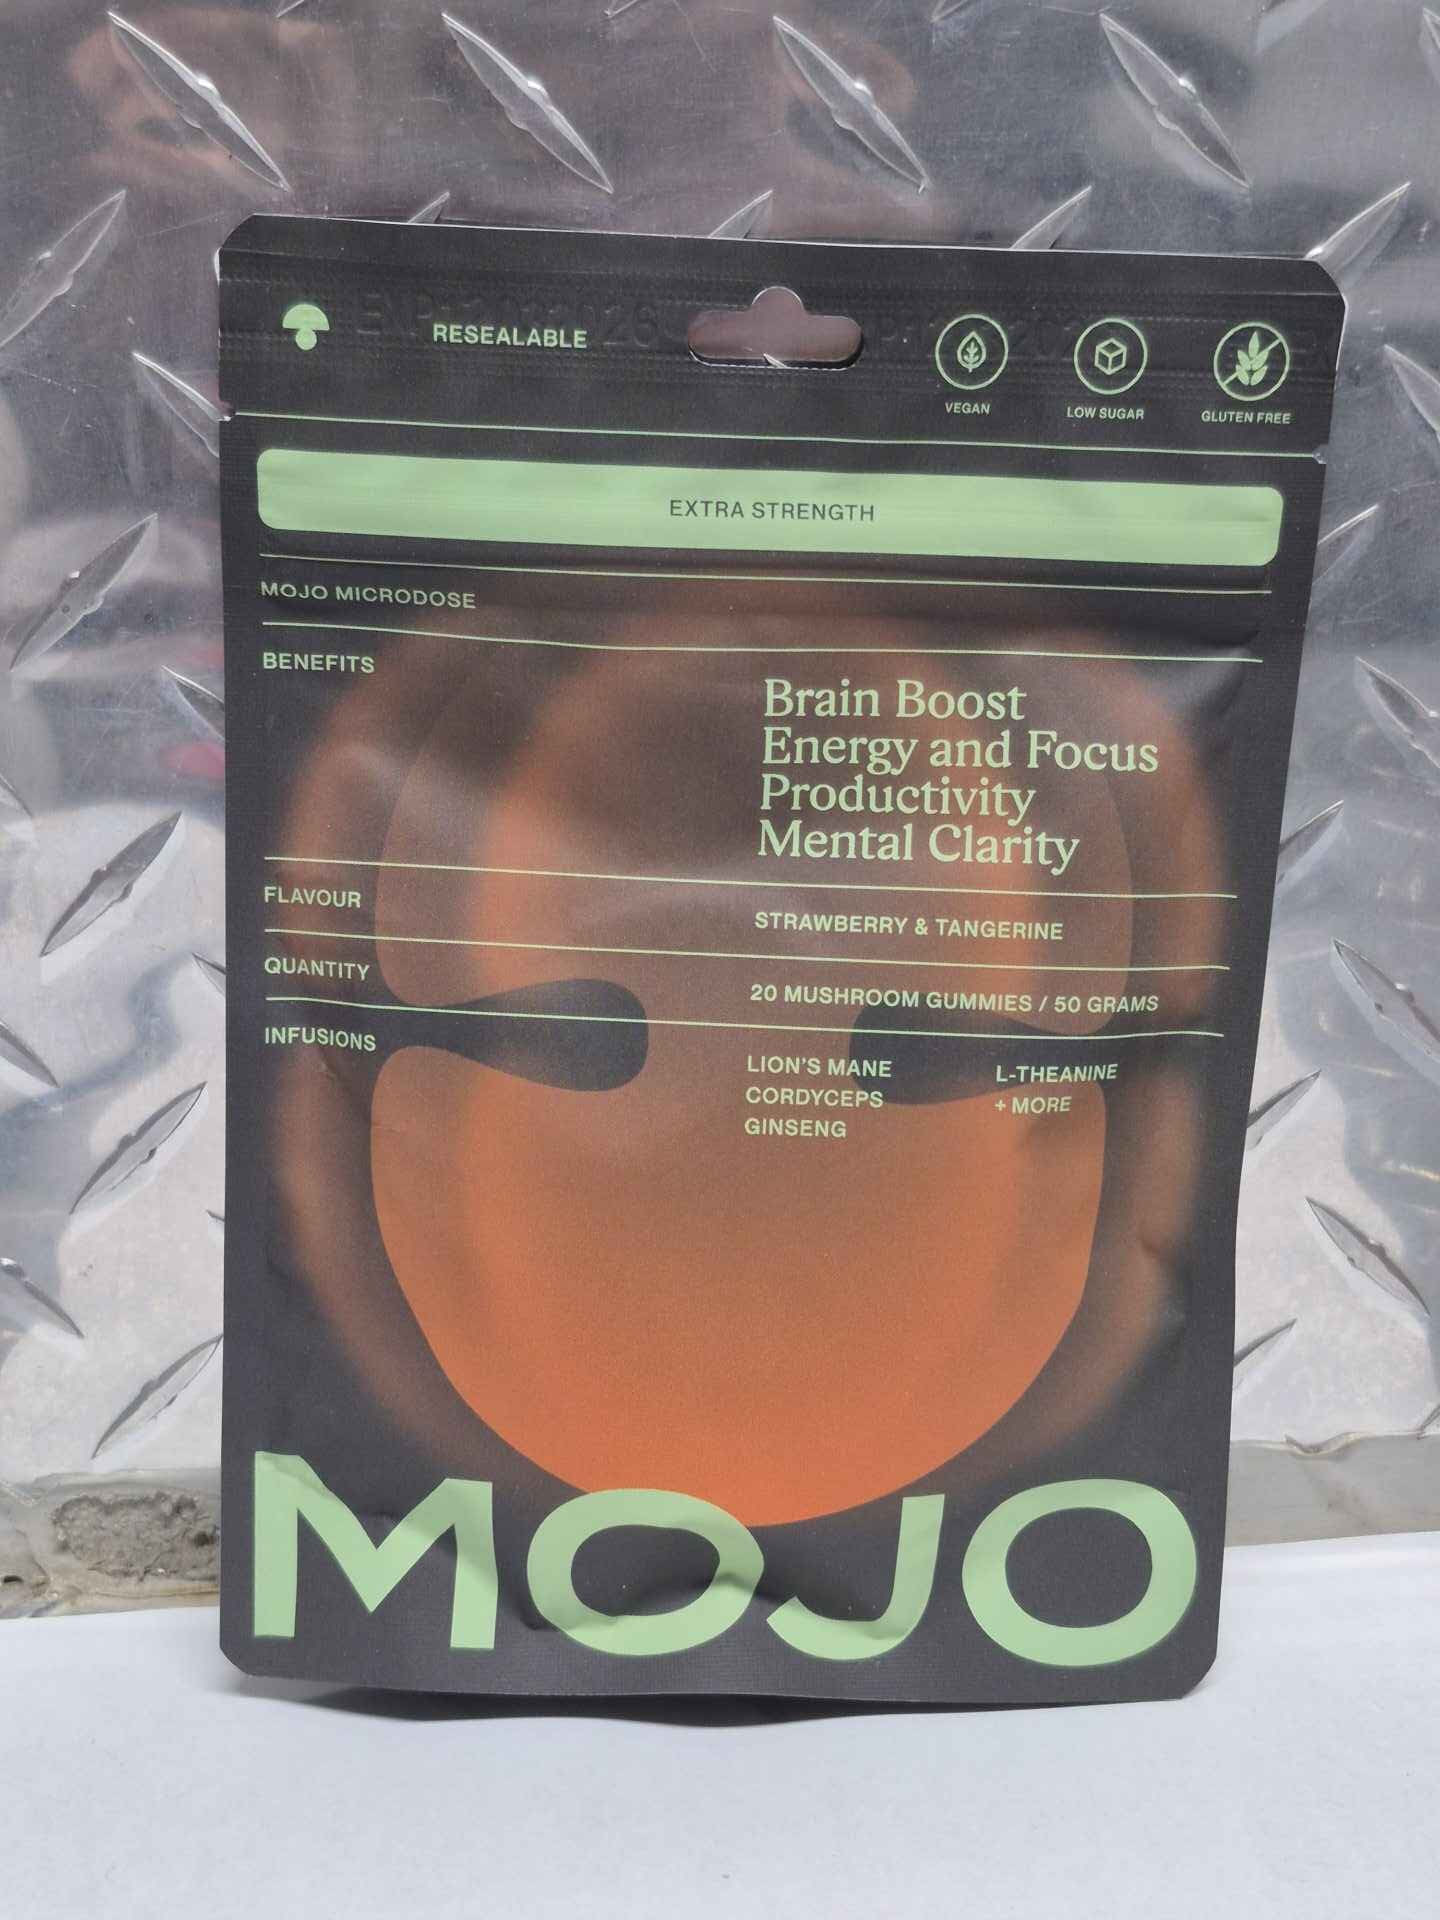 RESEALABLE
VEGAN
LOW SUGAR
GLUTEN FREE
EXTRA STRENGTH
MOJO MICRODOSE
BENEFITS
Brain Boost
Energy and Focus
Productivity
Mental Clarity
FLAVOUR
STRAWBERRY & TANGERINE
QUANTITY
20 MUSHROOM GUMMIES / 50 GRAMS
INFUSIONS
LION'S MANE
CORDYCEPS
GINSENG
L-THEANINE
+ MORE
MOJO